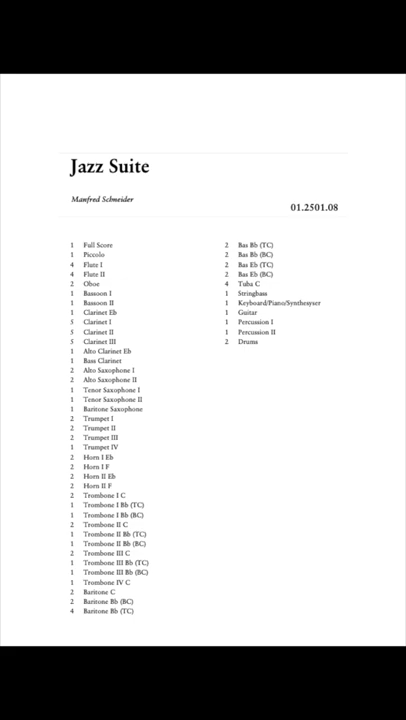 Jazz Suite
Manfred Schneider
01.2501.08
1 Full Score
1 Piccolo
4 Flute I
4 Flute II
2 Oboe
1 Bassoon I
1 Bassoon II
1 Clarinet Eb
5 Clarinet I
5 Clarinet II
5 Clarinet III
1 Alto Clarinet Eb
1 Bass Clarinet
2 Alto Saxophone I
2 Alto Saxophone II
1 Tenor Saxophone I
1 Tenor Saxophone II
1 Baritone Saxophone
2 Trumpet I
2 Trumpet II
2 Trumpet III
1 Trumpet IV
2 Horn I Eb
2 Horn I F
2 Horn II Eb
2 Horn II F
2 Trombone I C
1 Trombone I Bb (TC)
1 Trombone I Bb (BC)
2 Trombone II C
1 Trombone II Bb (TC)
1 Trombone II Bb (BC)
2 Trombone III C
1 Trombone III Bb (TC)
1 Trombone III Bb (BC)
1 Trombone IV C
2 Baritone C
2 Baritone Bb (BC)
4 Baritone Bb (TC)
2 Bas Bb (TC)
2 Bas Bb (BC)
2 Bas Eb (TC)
2 Bas Eb (BC)
4 Tuba C
1 Stringbass
1 Keyboard/Piano/Synthesyser
1 Guitar
1 Percussion I
1 Percussion II
2 Drums